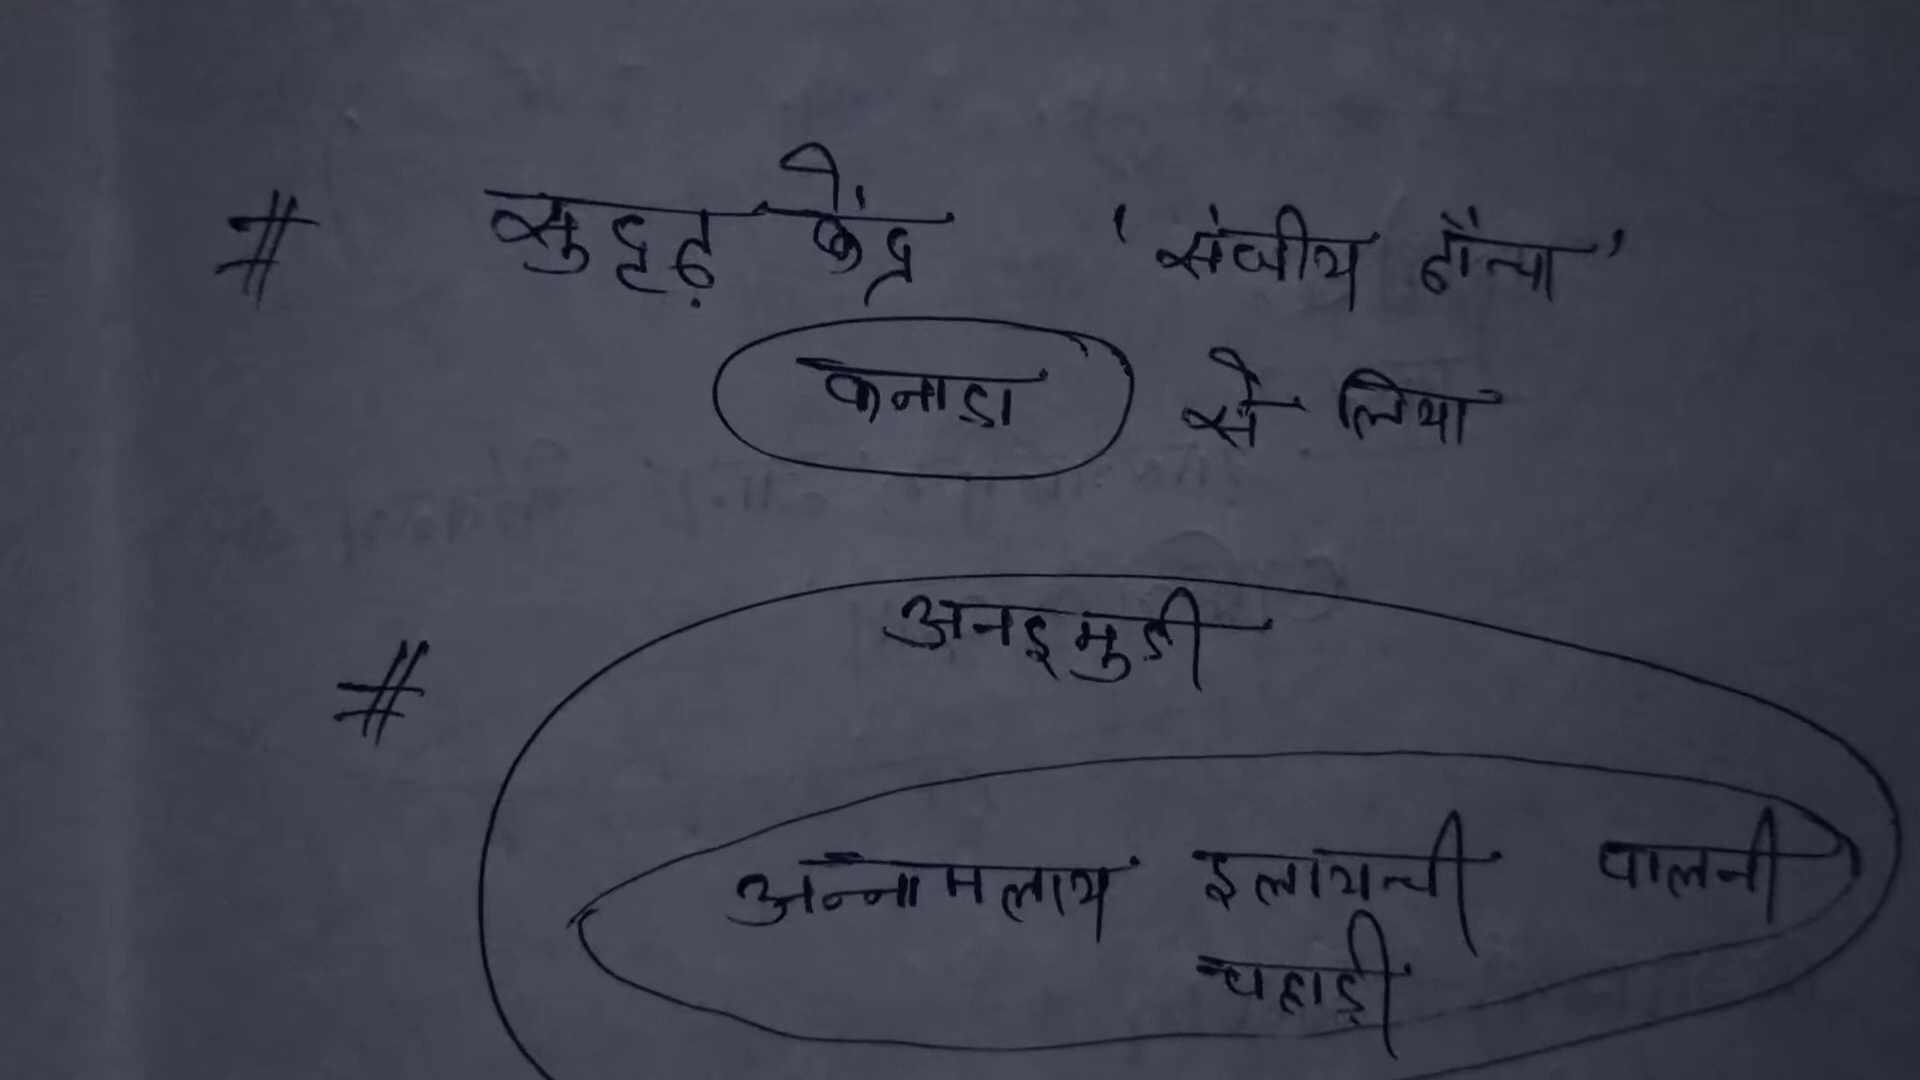 # सुदृढ़ केंद्र 'संघीय ढाँचा'
कनाडा से लिया
# अनइमुडी
अन्नामलाय इलायची पालनी
पहाड़ी